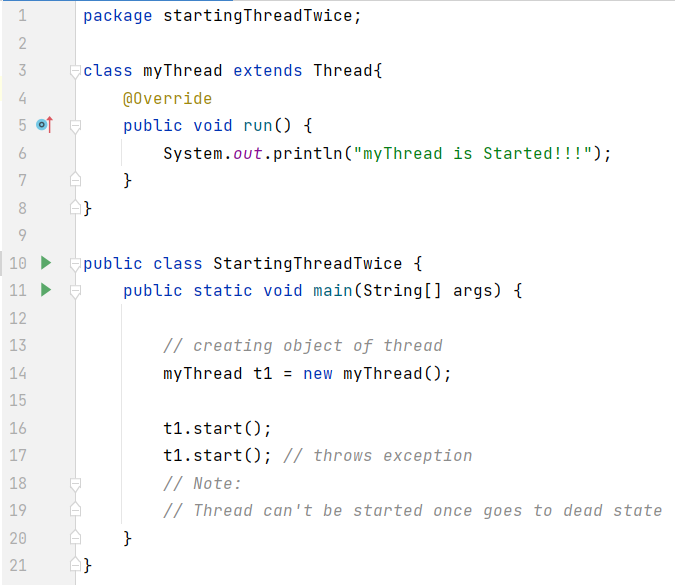 1 package startingThreadTwice;
2
3 class myThread extends Thread{
4     @Override
5     public void run() {
6         System.out.println("myThread is Started!!!");
7     }
8 }
9
10 public class StartingThreadTwice {
11     public static void main(String[] args) {
12
13         // creating object of thread
14         myThread t1 = new myThread();
15
16         t1.start();
17         t1.start(); // throws exception
18         // Note:
19         // Thread can't be started once goes to dead state
20     }
21 }